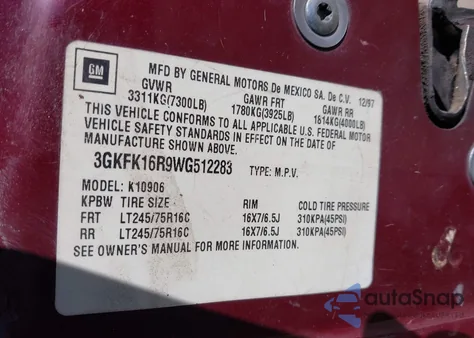 GM
MFD BY GENERAL MOTORS De MEXICO SA. De C.V. 12/97
GVWR GAWR FRT GAWR RR
3311KG(7300LB) 1780KG(3925LB) 1814KG(4000LB)
THIS VEHICLE CONFORMS TO ALL APPLICABLE U.S. FEDERAL MOTOR
VEHICLE SAFETY STANDARDS IN EFFECT ON THE DATE OF
MANUFACTURE SHOWN ABOVE.
3GKFK16R9WG512283 TYPE: M.P.V.
MODEL: K10906
KPBW TIRE SIZE RIM COLD TIRE PRESSURE
FRT LT245/75R16C 16X7/6.5J 310KPA(45PSI)
RR LT245/75R16C 16X7/6.5J 310KPA(45PSI)
SEE OWNER'S MANUAL FOR MORE INFORMATION.
autoSnap